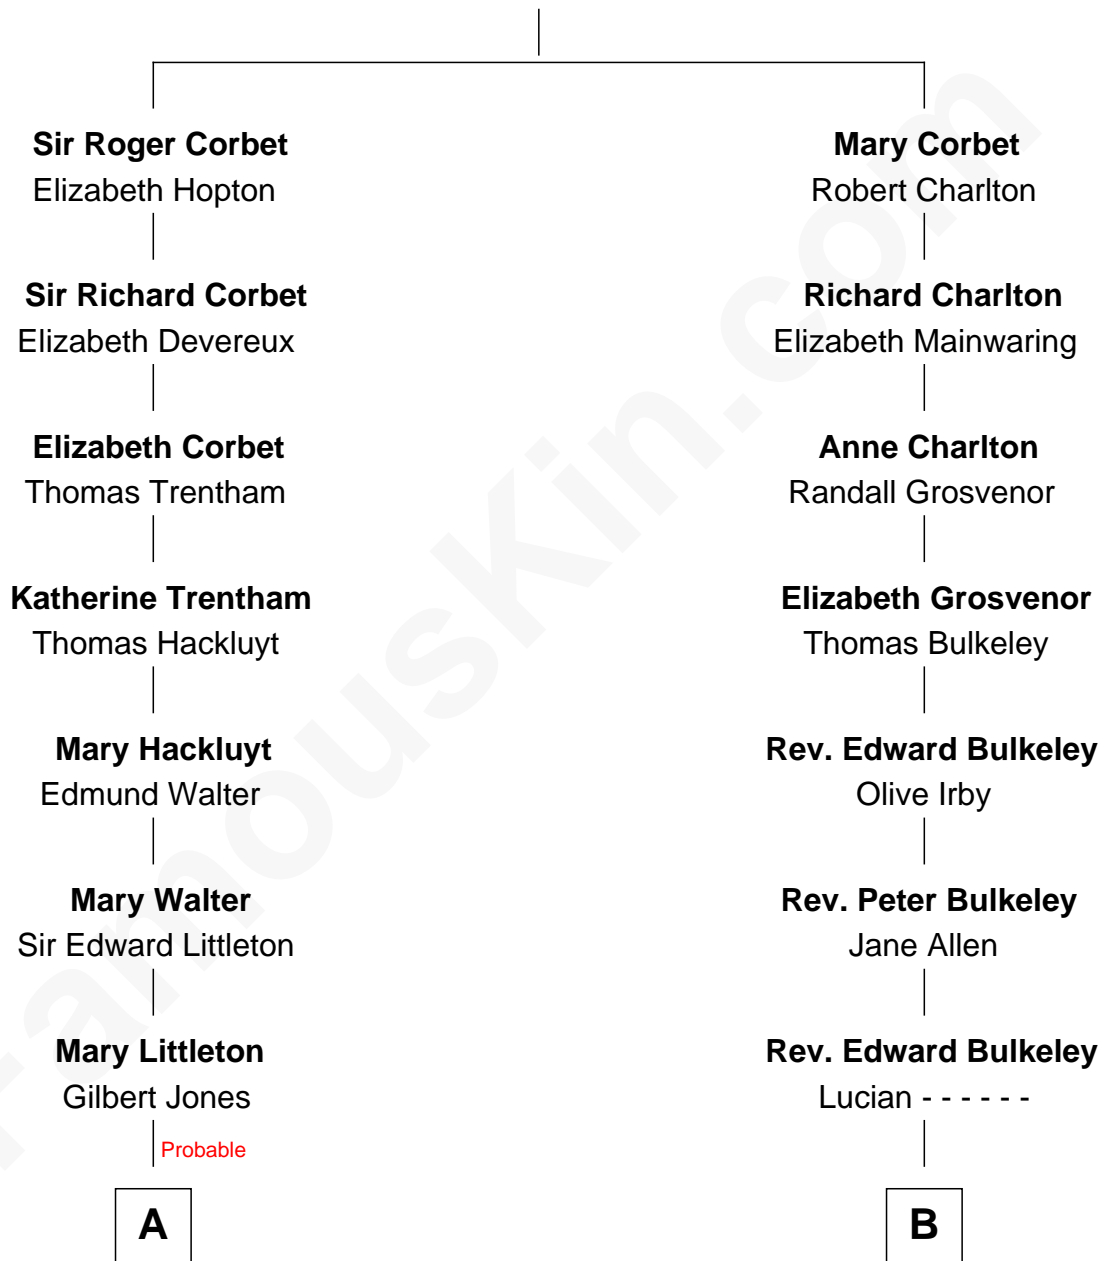 Sir Roger Corbet
Elizabeth Hopton
Mary Corbet
Robert Charlton
Sir Richard Corbet
Elizabeth Devereux
Richard Charlton
Elizabeth Mainwaring
Elizabeth Corbet
Thomas Trentham
Anne Charlton
Randall Grosvenor
Katherine Trentham
Thomas Hackluyt
Elizabeth Grosvenor
Thomas Bulkeley
Mary Hackluyt
Edmund Walter
Rev. Edward Bulkeley
Olive Irby
Mary Walter
Sir Edward Littleton
Rev. Peter Bulkeley
Jane Allen
Mary Littleton
Gilbert Jones
Rev. Edward Bulkeley
Lucian - - - - - -
Probable
A
B
FamousKin.com